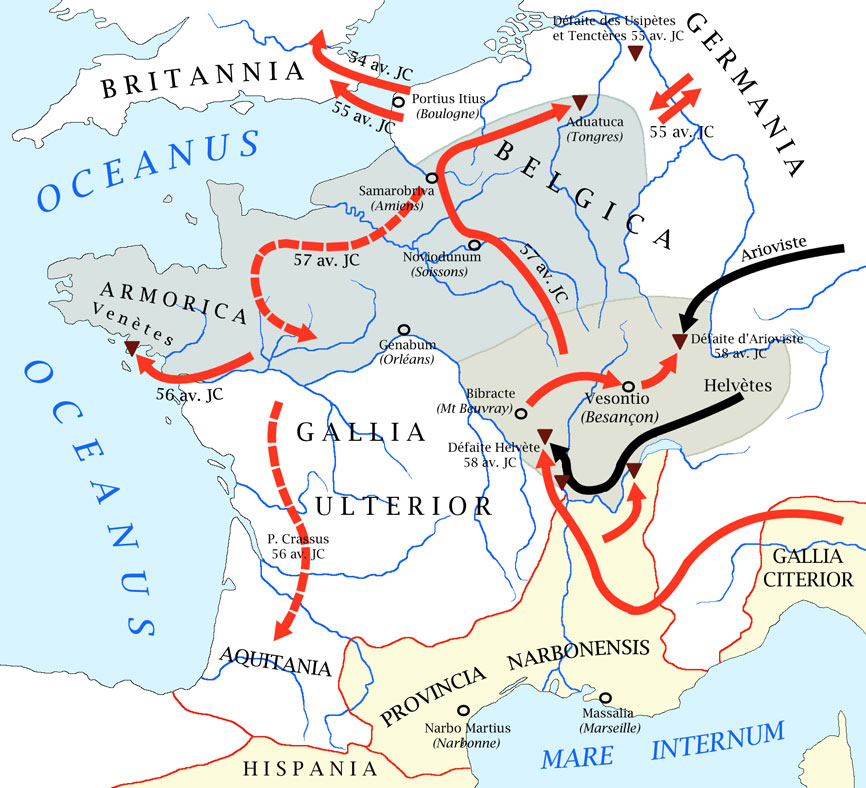 Défaite des Usipètes
et Tenctères 55 av. JC
GERMANIA
54 av. JC
BRITANNIA
Portius Itius
(Boulogne)
55 av. JC
Aduatuca
(Tongres)
55 av. JC
OCEANUS
BELGICA
Samarobriva
(Amiens)
57 av. JC
Noviodunum
(Soissons)
57 av. JC
Arioviste
ARMORICA
Venètes
Genabum
(Orléans)
Défaite d'Arioviste
58 av. JC
56 av. JC
Bibracte
(Mt Beuvray)
Vesontio
(Besançon)
Helvètes
OCEANUS
GALLIA
ULTERIOR
Défaite Helvète
58 av. JC
P. Crassus
56 av. JC
GALLIA
CITERIOR
AQUITANIA
PROVINCIA NARBONENSIS
Narbo Martius
(Narbonne)
Massalia
(Marseille)
MARE INTERNUM
HISPANIA